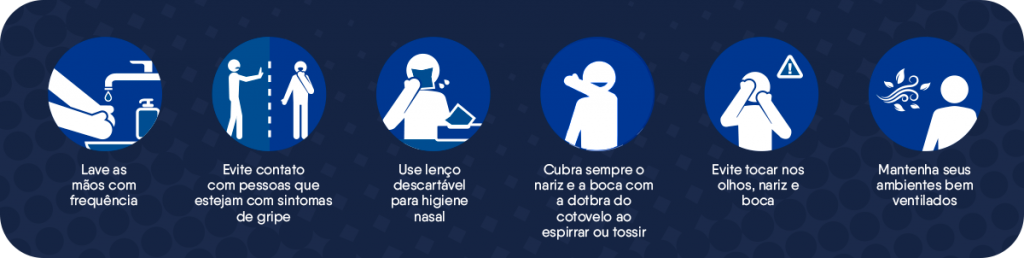 Lave as
mãos com
frequência
Evite contato
com pessoas que
estejam com sintomas
de gripe
Use lenço
descartável
para higiene
nasal
Cubra sempre o
nariz e a boca com
a dotbra do
cotovelo ao
espirrar ou tossir
Evite tocar nos
olhos, nariz e
boca
Mantenha seus
ambientes bem
ventilados